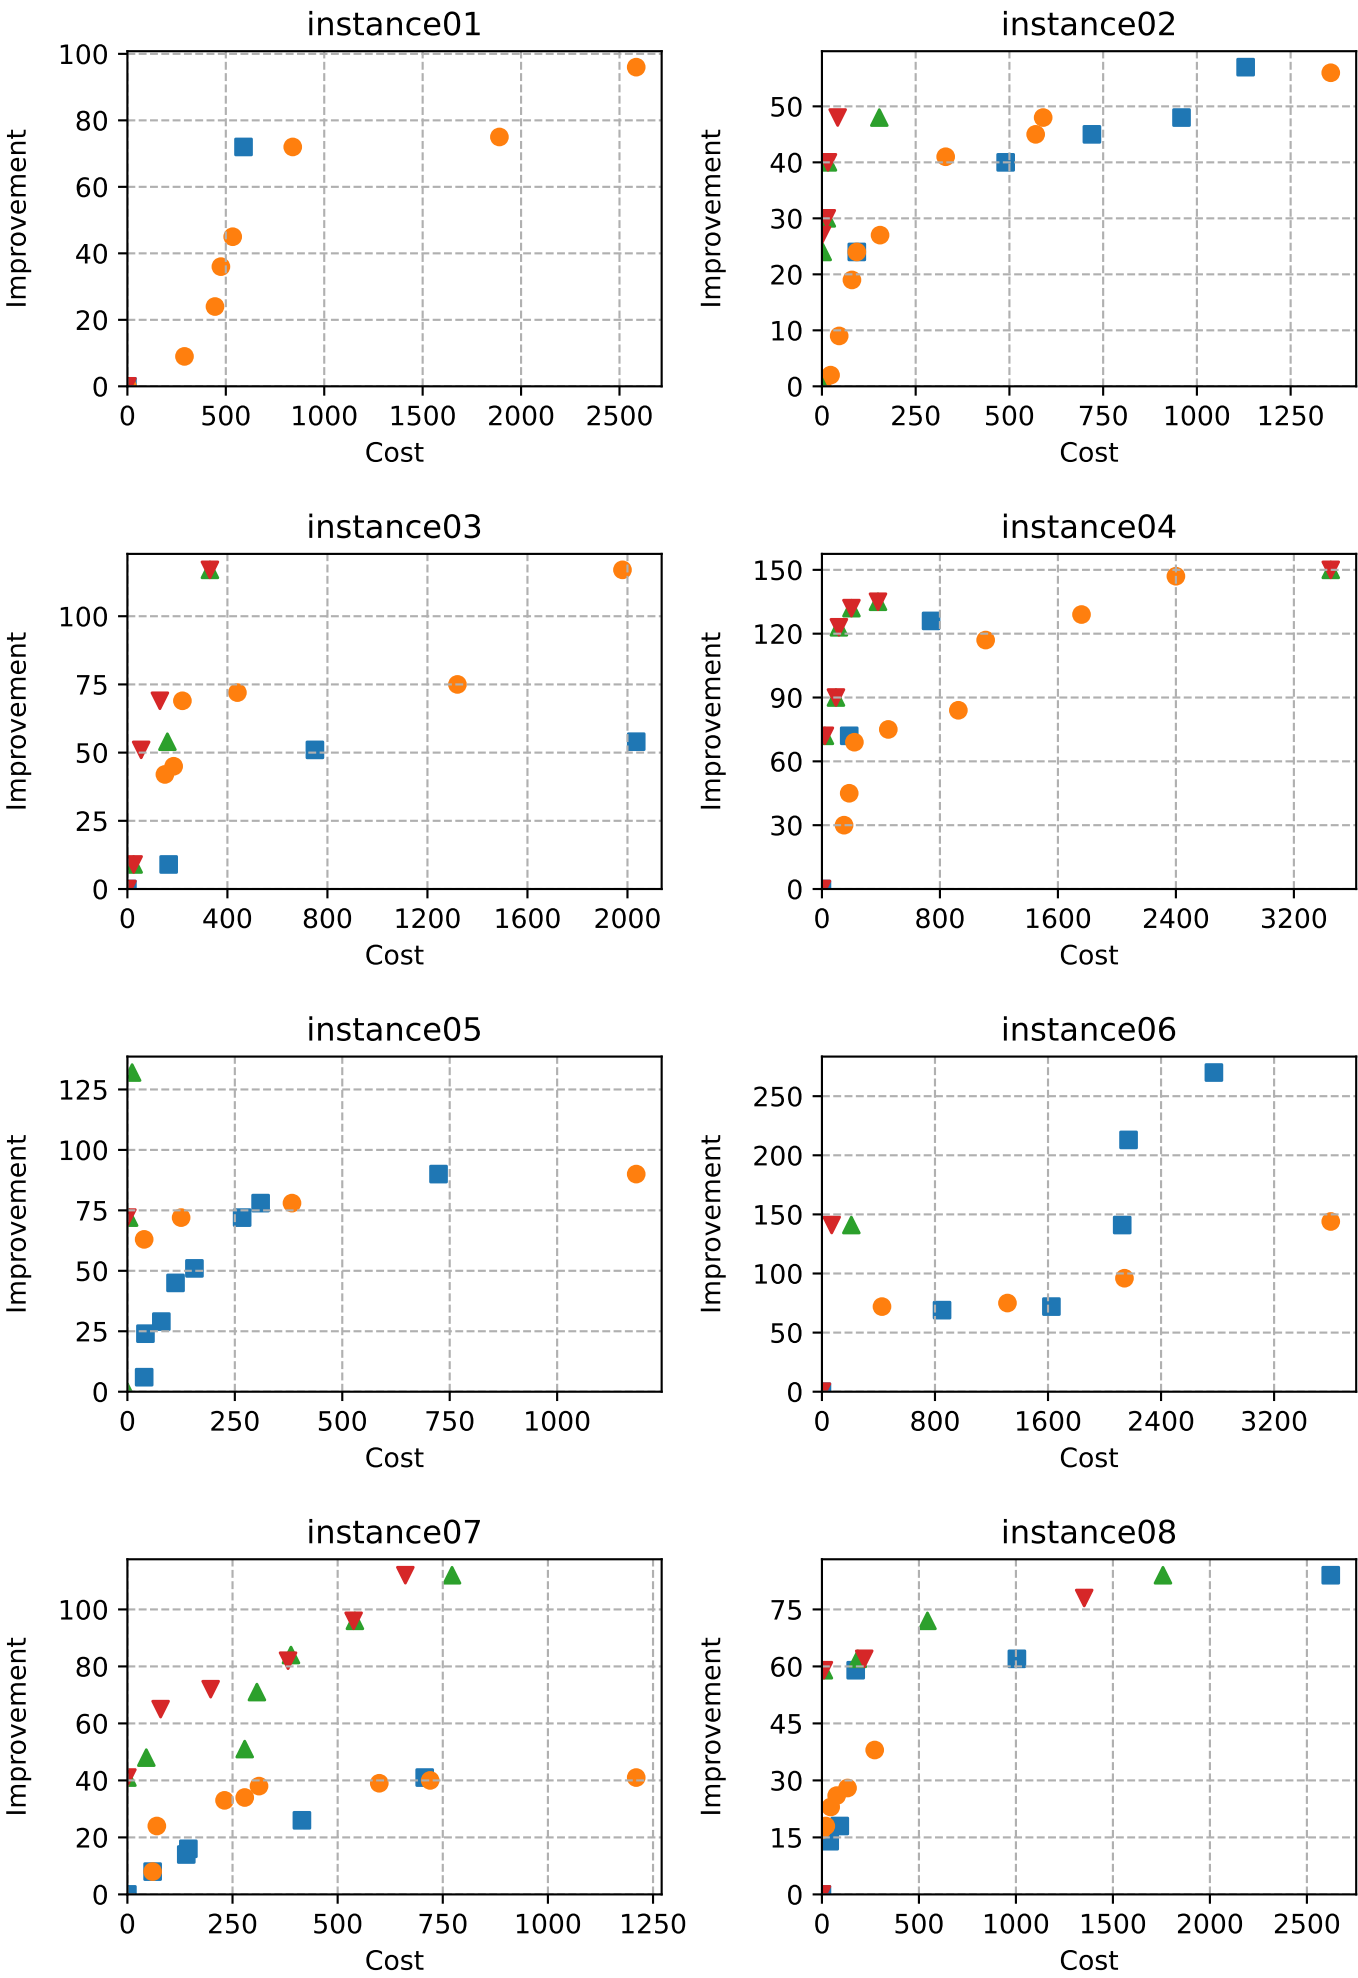 instance01
100
80
60
40
20
0
Improvement
0 500 1000 1500 2000 2500
Cost
instance02
50
40
30
20
10
0
Improvement
0 250 500 750 1000 1250
Cost
instance03
100
75
50
25
0
Improvement
0 400 800 1200 1600 2000
Cost
instance04
150
120
90
60
30
0
Improvement
0 800 1600 2400 3200
Cost
instance05
125
100
75
50
25
0
Improvement
0 250 500 750 1000
Cost
instance06
250
200
150
100
50
0
Improvement
0 800 1600 2400 3200
Cost
instance07
100
80
60
40
20
0
Improvement
0 250 500 750 1000 1250
Cost
instance08
75
60
45
30
15
0
Improvement
0 500 1000 1500 2000 2500
Cost